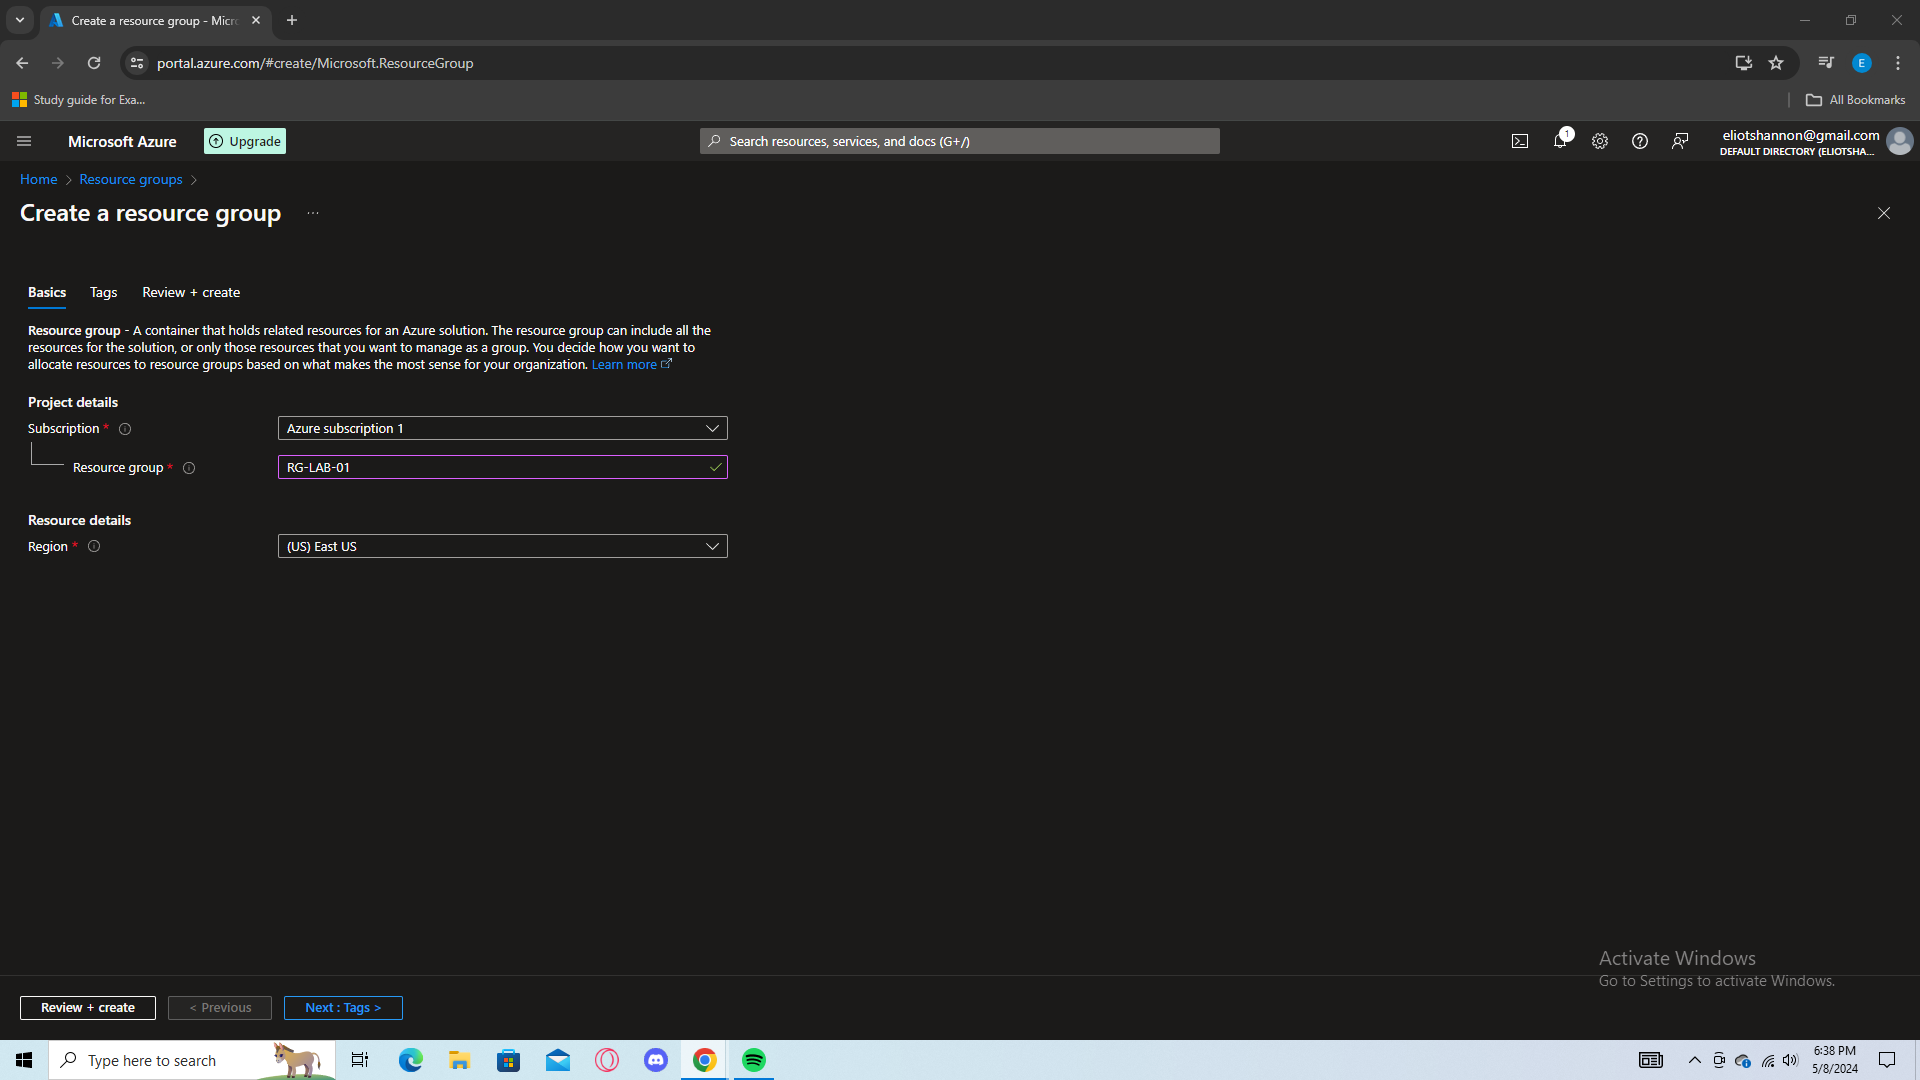 Create a resource group - Micr
portal.azure.com/#create/Microsoft.ResourceGroup
E
Study guide for Exa...
All Bookmarks
Microsoft Azure
Upgrade
Search resources, services, and docs (G+/)
1
eliotshannon@gmail.com
DEFAULT DIRECTORY (ELIOTSHA...
Home > Resource groups >
Create a resource group ...
Basics Tags Review + create
Resource group - A container that holds related resources for an Azure solution. The resource group can include all the
resources for the solution, or only those resources that you want to manage as a group. You decide how you want to
allocate resources to resource groups based on what makes the most sense for your organization. Learn more
Project details
Subscription * Azure subscription 1
Resource group * RG-LAB-01
Resource details
Region * (US) East US
Activate Windows
Go to Settings to activate Windows.
Review + create < Previous Next : Tags >
Type here to search
6:38 PM
5/8/2024